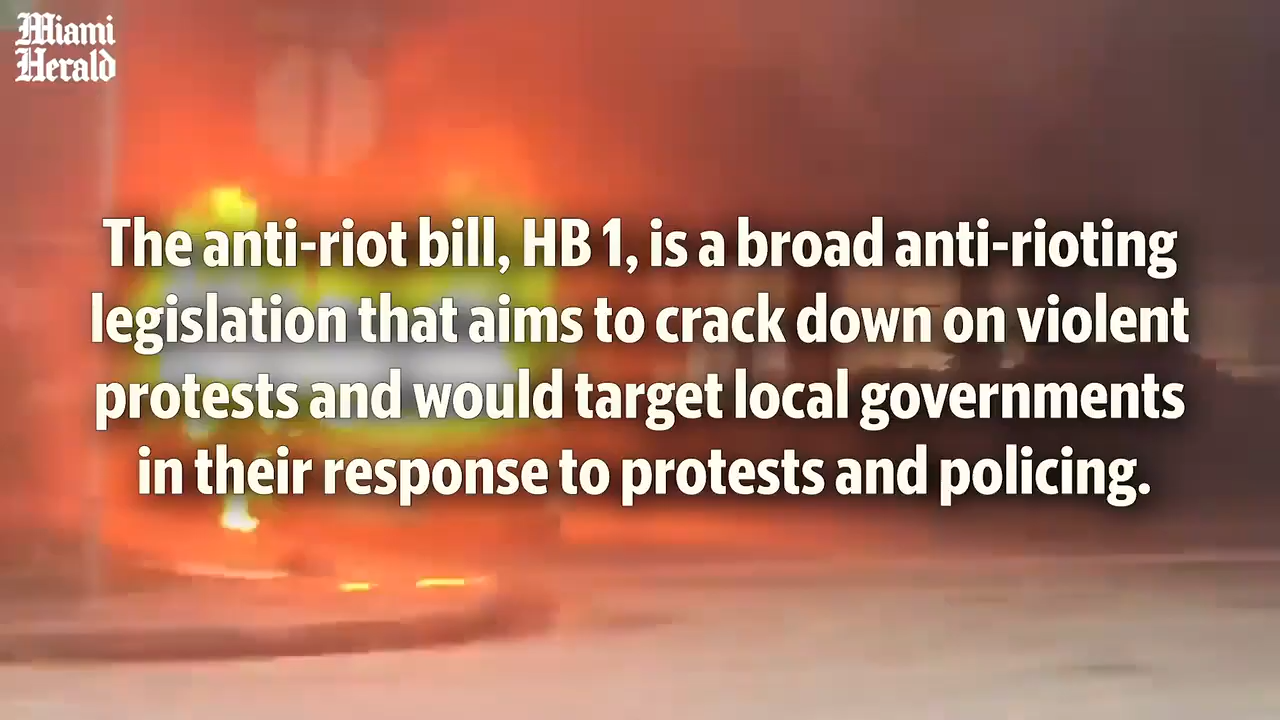 Miami
Herald
The anti-riot bill, HB 1, is a broad anti-rioting
legislation that aims to crack down on violent
protests and would target local governments
in their response to protests and policing.